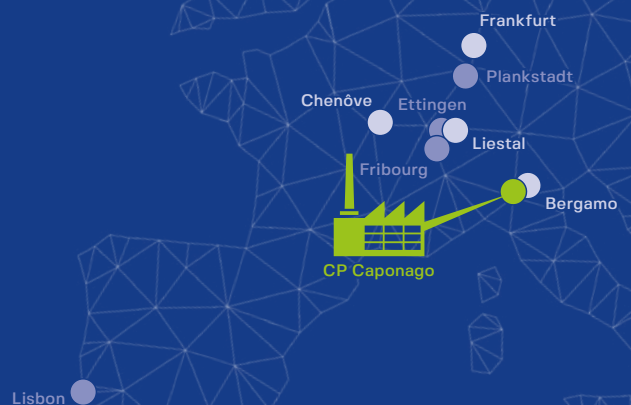 Frankfurt
Plankstadt
Chenôve
Ettingen
Liestal
Fribourg
Bergamo
CP Caponago
Lisbon